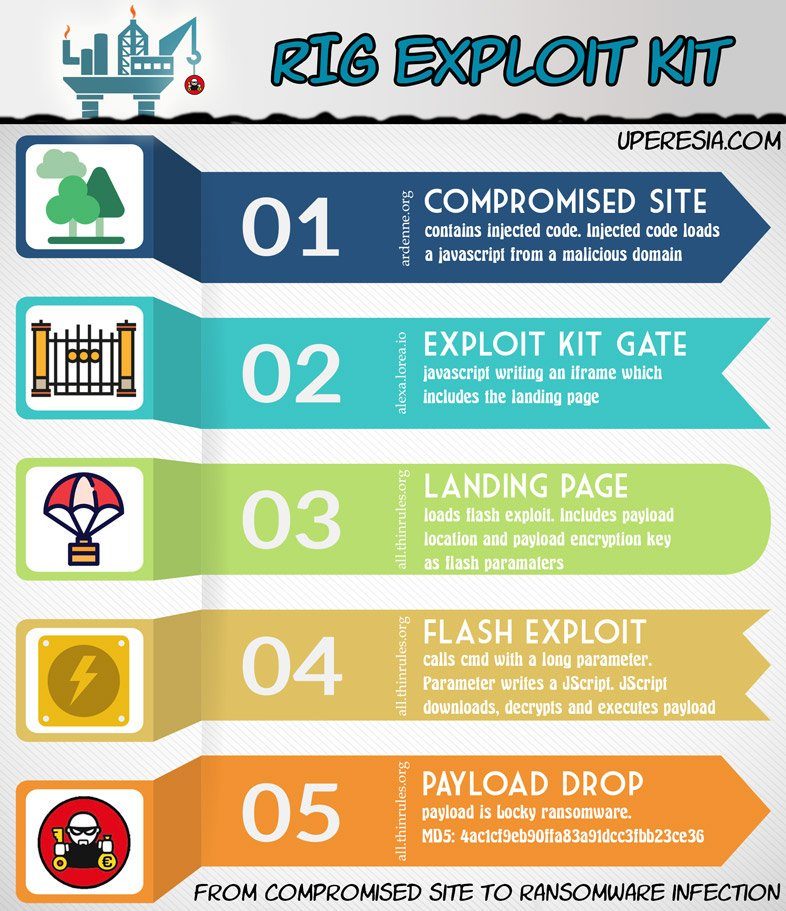 RIG EXPLOIT KIT
UPERESIA.COM
01
ardenne.org
COMPROMISED SITE
contains injected code. Injected code loads
a javascript from a malicious domain
02
alexa.lorea.io
EXPLOIT KIT GATE
javascript writing an iframe which
includes the landing page
03
all.thinrules.org
LANDING PAGE
loads flash exploit. Includes payload
location and payload encryption key
as flash paramaters
04
all.thinrules.org
FLASH EXPLOIT
calls cmd with a long parameter.
Parameter writes a JScript. JScript
downloads, decrypts and executes payload
05
all.thinrules.org
PAYLOAD DROP
payload is Locky ransomware.
MD5: 4ac1cf9eb90ffa83a91dcc3fbb23ce36
FROM COMPROMISED SITE TO RANSOMWARE INFECTION